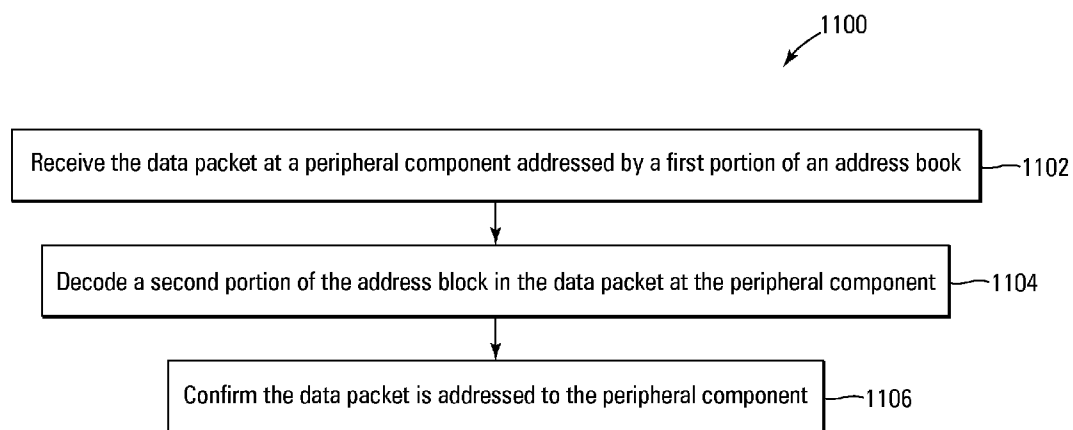 1100
Receive the data packet at a peripheral component addressed by a first portion of an address book
1102
Decode a second portion of the address block in the data packet at the peripheral component
1104
Confirm the data packet is addressed to the peripheral component
1106